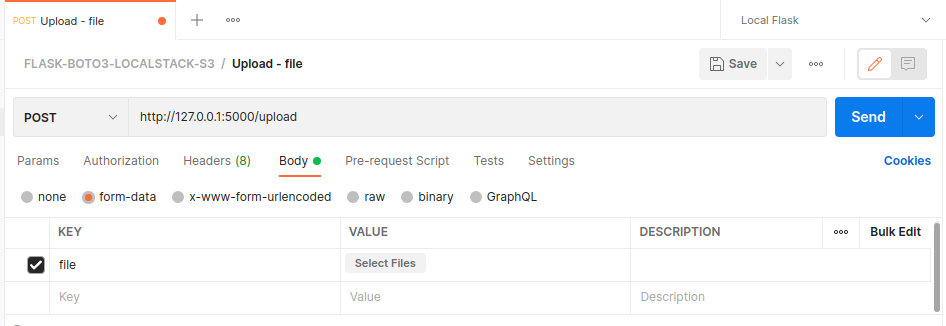 POST Upload - file
Local Flask
FLASK-BOTO3-LOCALSTACK-S3 / Upload - file
Save
POST http://127.0.0.1:5000/upload Send
Params Authorization Headers (8) Body Pre-request Script Tests Settings Cookies
none form-data x-www-form-urlencoded raw binary GraphQL
KEY VALUE DESCRIPTION Bulk Edit
file Select Files
Key Value Description